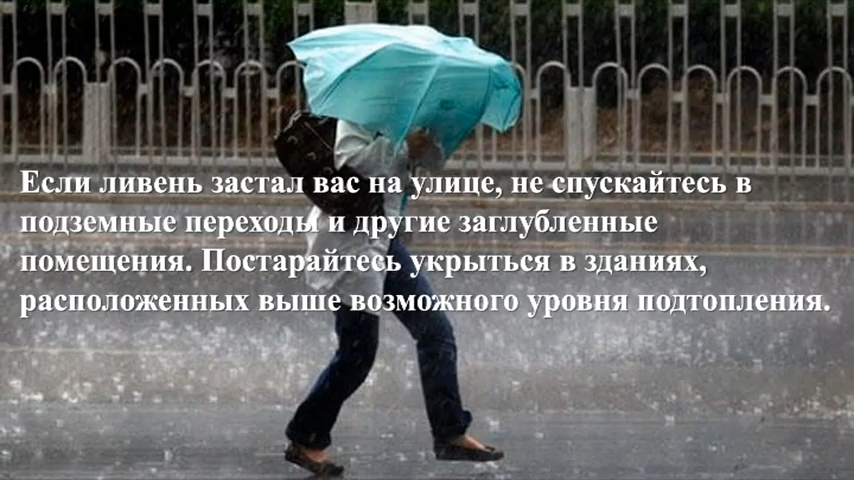 Если ливень застал вас на улице, не спускайтесь в
подземные переходы и другие заглубленные
помещения. Постарайтесь укрыться в зданиях,
расположенных выше возможного уровня подтопления.